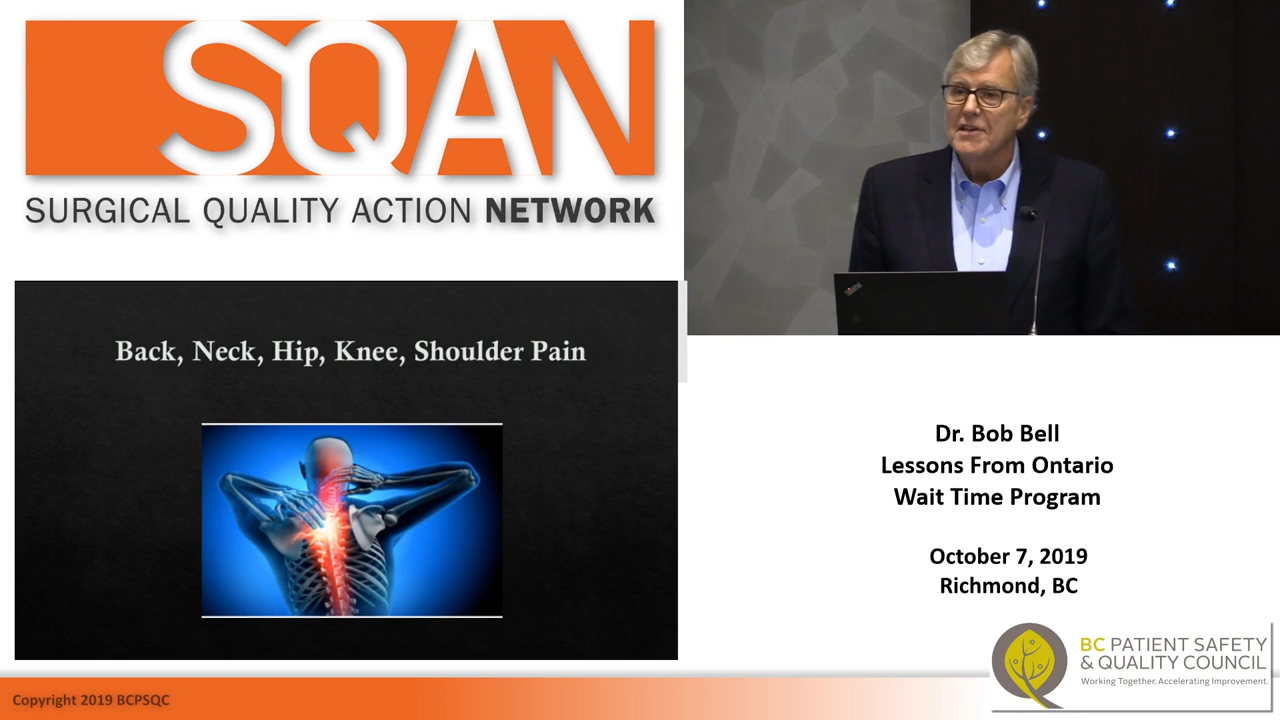 SQAN
SURGICAL QUALITY ACTION NETWORK
Back, Neck, Hip, Knee, Shoulder Pain
ThinkPad
Dr. Bob Bell
Lessons From Ontario
Wait Time Program
October 7, 2019
Richmond, BC
BC PATIENT SAFETY
& QUALITY COUNCIL
Working Together. Accelerating Improvement.
Copyright 2019 BCPSQC